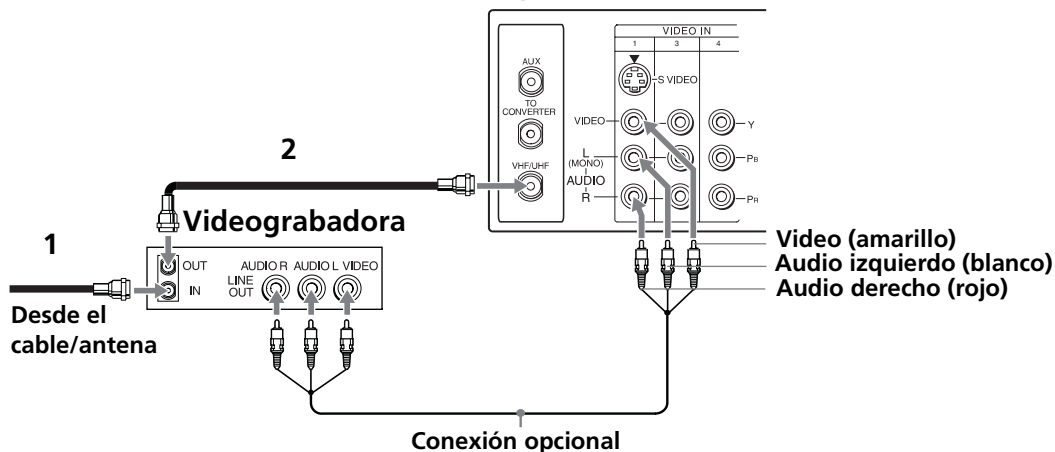 VIDEO IN
1 3 4
AUX
S VIDEO
TO
CONVERTER
VIDEO
Y
2
L
(MONO)
PB
VHF/UHF
AUDIO
R
PR
Videograbadora
1
Video (amarillo)
OUT
AUDIO R AUDIO L VIDEO
Audio izquierdo (blanco)
LINE
OUT
IN
Audio derecho (rojo)
Desde el
cable/antena
Conexión opcional